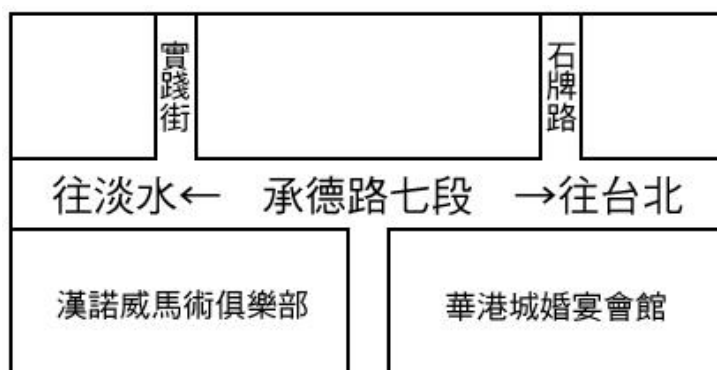 實踐街
石牌路
往淡水← 承德路七段 →往台北
漢諾威馬術俱樂部
華港城婚宴會館